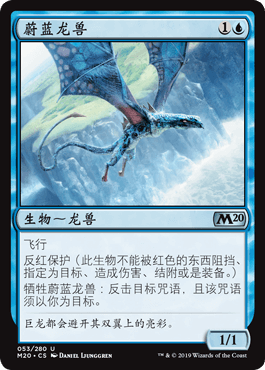 蔚蓝龙兽 1
生物～龙兽 M20
飞行
反红保护（此生物不能被红色的东西阻挡、
指定为目标、造成伤害、结附或是装备。）
牺牲蔚蓝龙兽：反击目标咒语，且该咒语
须以你为目标。
巨龙都会避开其双翼上的亮彩。
1/1
053/280 U
M20 • CS DANIEL LJUNGGREN ™ & © 2019 Wizards of the Coast